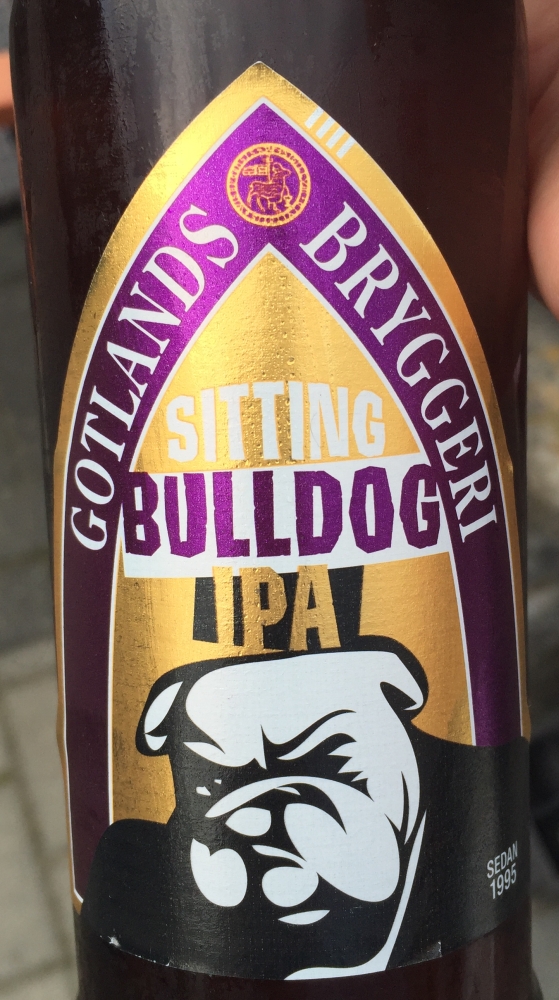 GOTLANDS BRYGGERI
SITTING
BULLDOG
IPA
SEDAN
1995